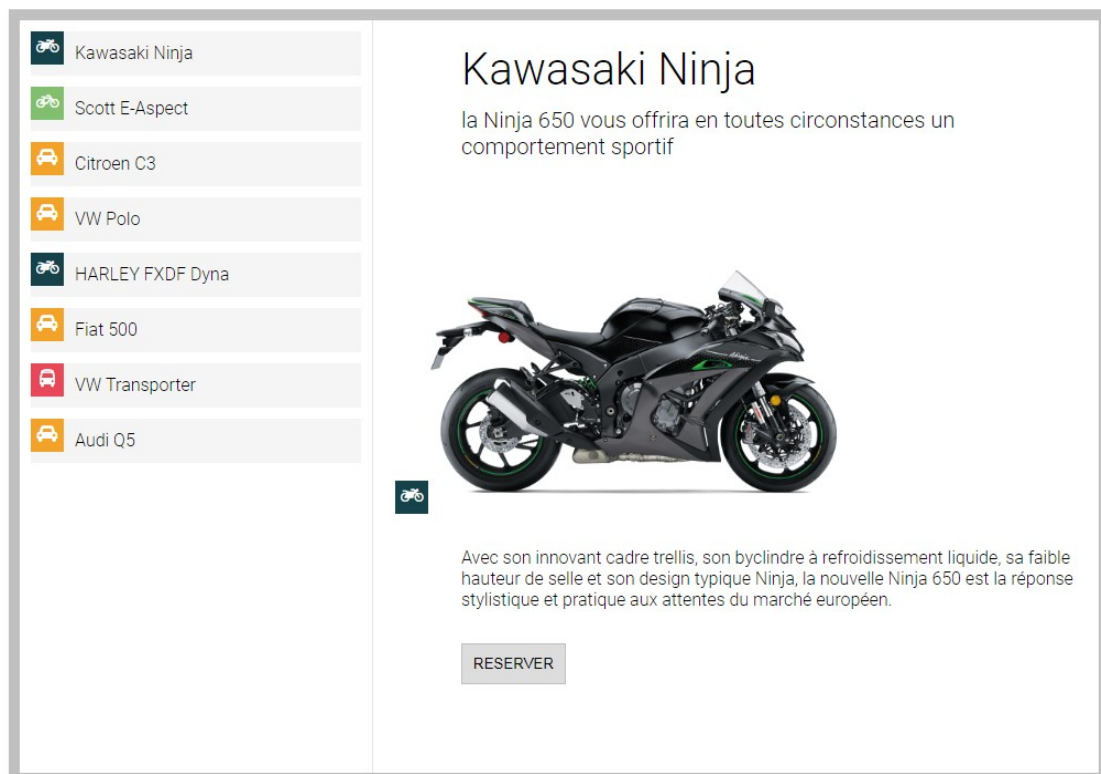 Kawasaki Ninja
Scott E-Aspect
Citroen C3
VW Polo
HARLEY FXDF Dyna
Fiat 500
VW Transporter
Audi Q5
Kawasaki Ninja
la Ninja 650 vous offrira en toutes circonstances un
comportement sportif
Ninja
Avec son innovant cadre trellis, son byclindre à refroidissement liquide, sa faible
hauteur de selle et son design typique Ninja, la nouvelle Ninja 650 est la réponse
stylistique et pratique aux attentes du marché européen.
RESERVER